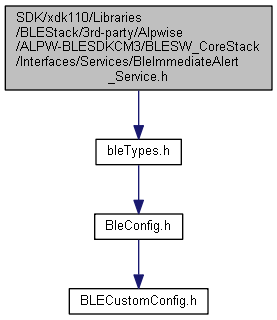 SDK/xdk110/Libraries
/BLEStack/3rd-party/Alpwise
/ALPW-BLESDKCM3/BLESW_CoreStack
/Interfaces/Services/BleImmediateAlert
_Service.h
bleTypes.h
BleConfig.h
BLECustomConfig.h